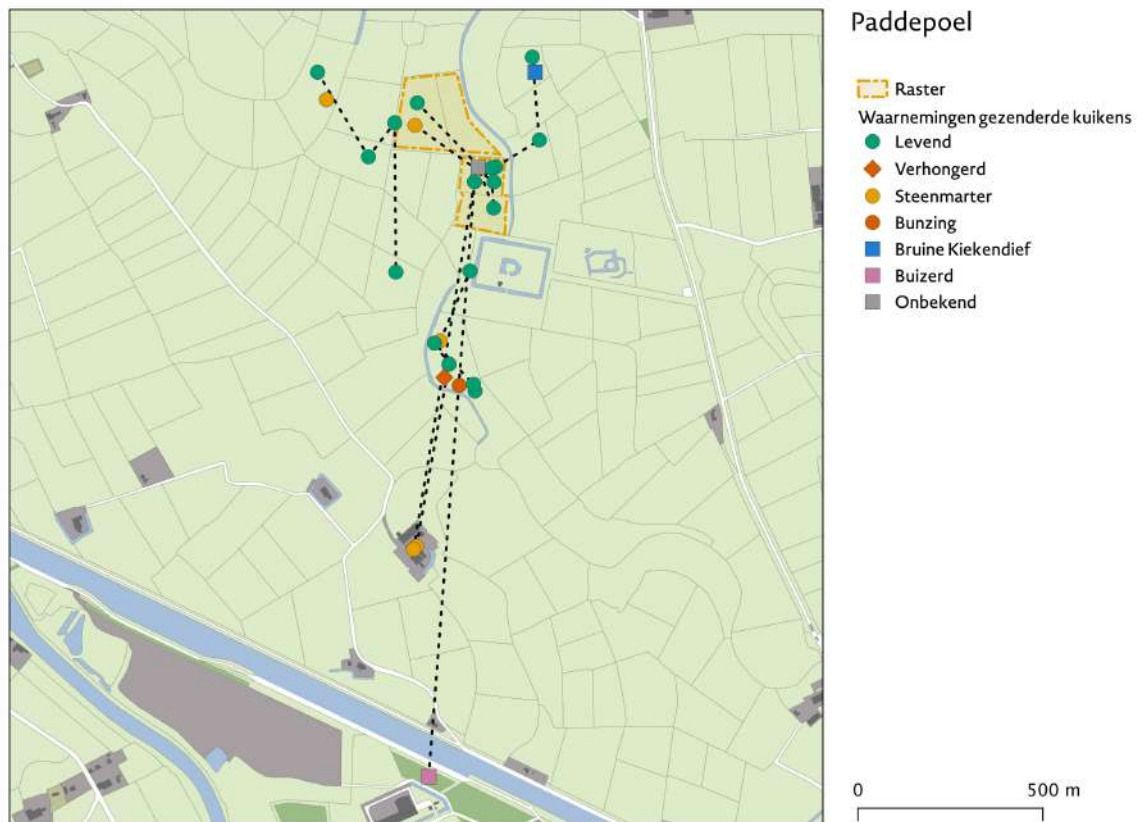 Paddepoel
Raster
Waarnemingen gezenderde kuikens
Levend
Verhongerd
Steenmarter
Bunzing
Bruine Kiekendief
Buizerd
Onbekend
0 500 m